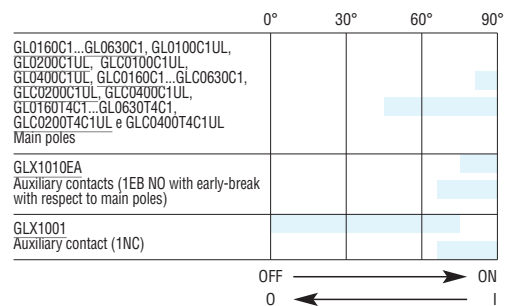 0° 30° 60° 90°
GL0160C1...GL0630C1, GL0100C1UL,
GL0200C1UL, GLC0100C1UL,
GL0400C1UL, GLC0160C1...GLC0630C1,
GLC0200C1UL, GLC0400C1UL,
GL0160T4C1...GL0630T4C1,
GLC0200T4C1UL e GLC0400T4C1UL
Main poles
GLX1010EA
Auxiliary contacts (1EB NO with early-break
with respect to main poles)
GLX1001
Auxiliary contact (1NC)
OFF ON
O I